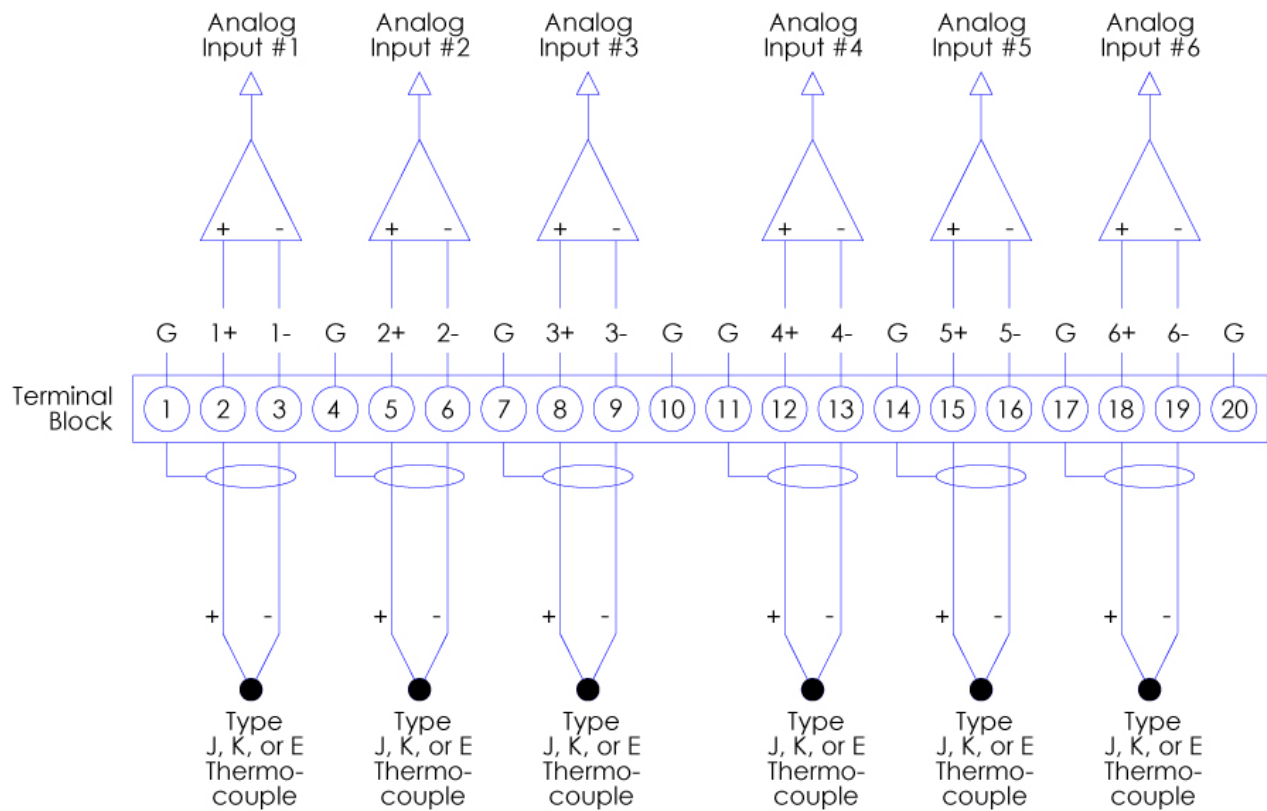 Analog Analog Analog Analog Analog Analog
Input #1 Input #2 Input #3 Input #4 Input #5 Input #6
+ - + - + - + - + - + -
G 1+ 1- G 2+ 2- G 3+ 3- G G 4+ 4- G 5+ 5- G 6+ 6- G
Terminal
Block
1 2 3 4 5 6 7 8 9 10 11 12 13 14 15 16 17 18 19 20
+ - + - + - + - + - + -
Type Type Type Type Type Type
J, K, or E J, K, or E J, K, or E J, K, or E J, K, or E J, K, or E
Thermo- Thermo- Thermo- Thermo- Thermo- Thermo-
couple couple couple couple couple couple